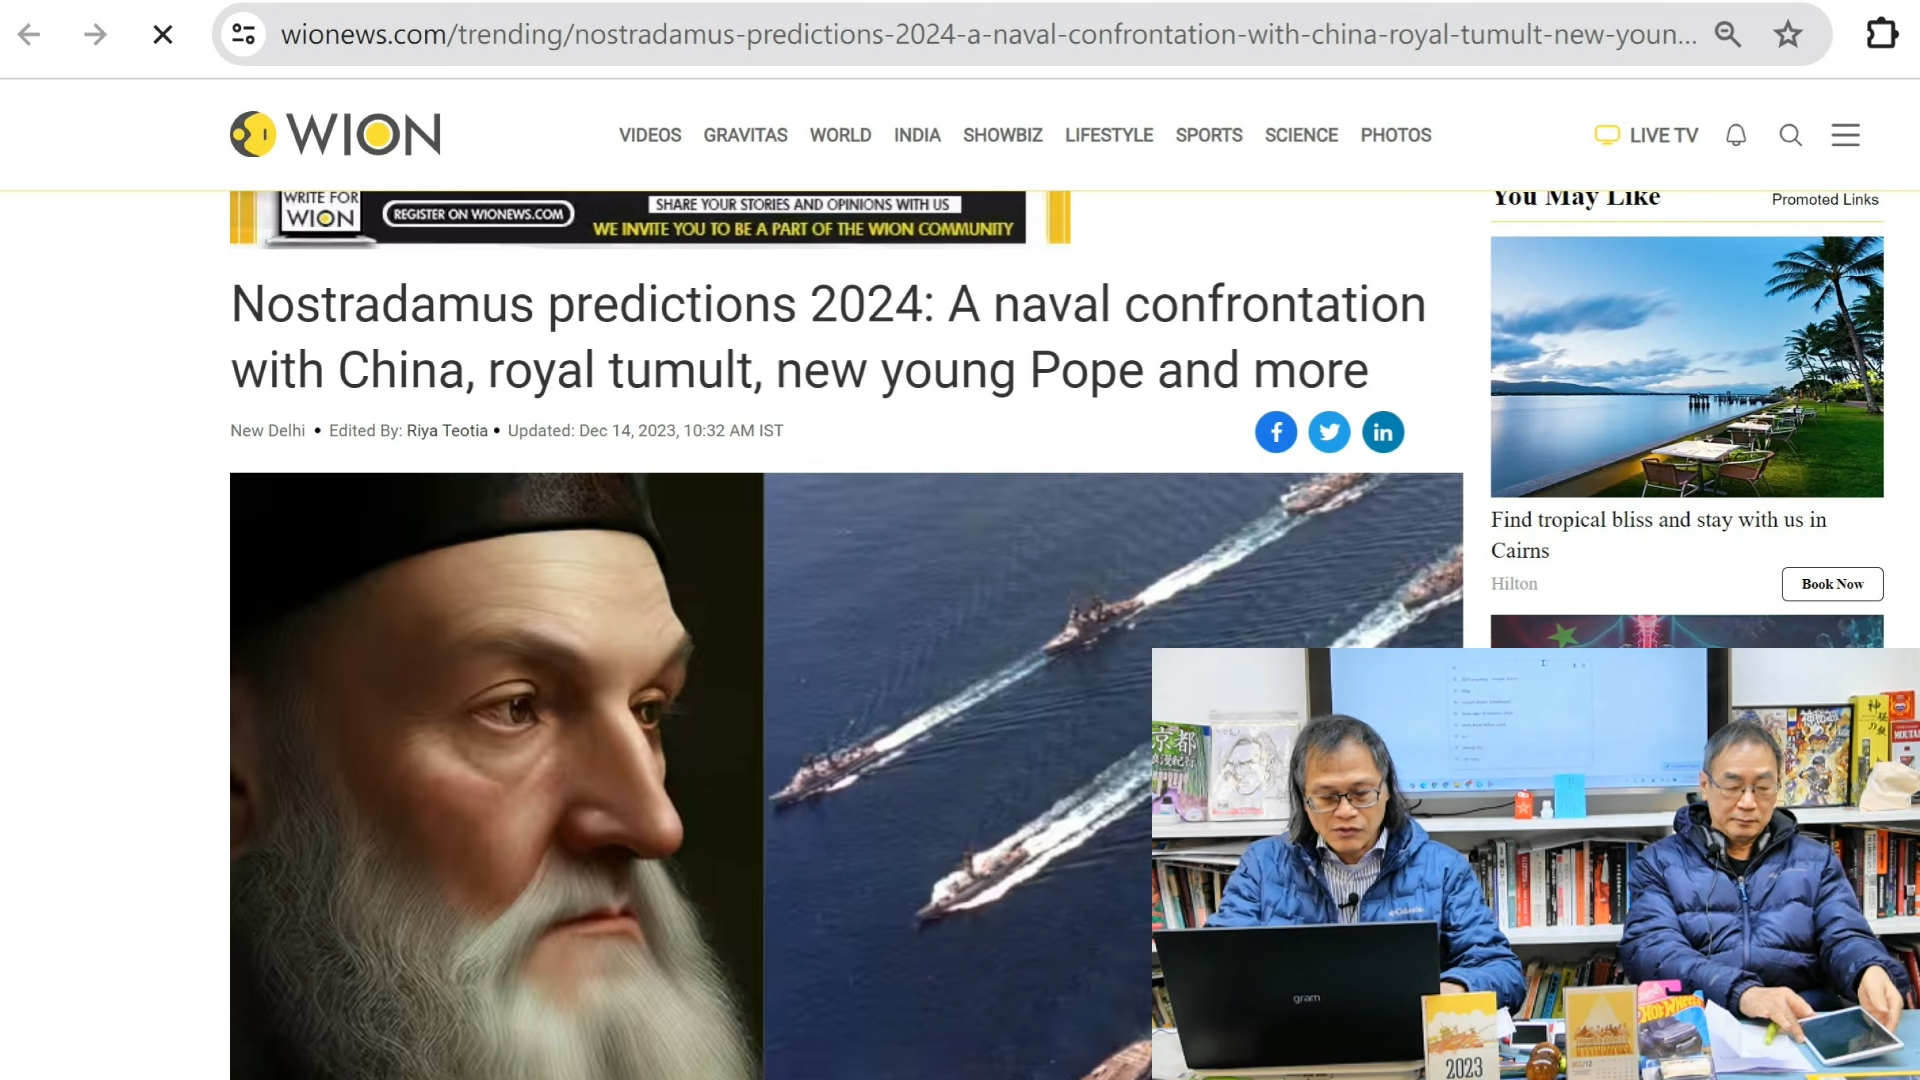 wionews.com/trending/nostradamus-predictions-2024-a-naval-confrontation-with-china-royal-tumult-new-youn...
WION
VIDEOS GRAVITAS WORLD INDIA SHOWBIZ LIFESTYLE SPORTS SCIENCE PHOTOS
LIVE TV
WRITE FOR
WION
REGISTER ON WIONEWS.COM
SHARE YOUR STORIES AND OPINIONS WITH US
WE INVITE YOU TO BE A PART OF THE WION COMMUNITY
You May Like
Promoted Links
Nostradamus predictions 2024: A naval confrontation
with China, royal tumult, new young Pope and more
New Delhi • Edited By: Riya Teotia • Updated: Dec 14, 2023, 10:32 AM IST
Find tropical bliss and stay with us in
Cairns
Hilton
Book Now
京都
Columbia
gram
2023
HOT WHEELS